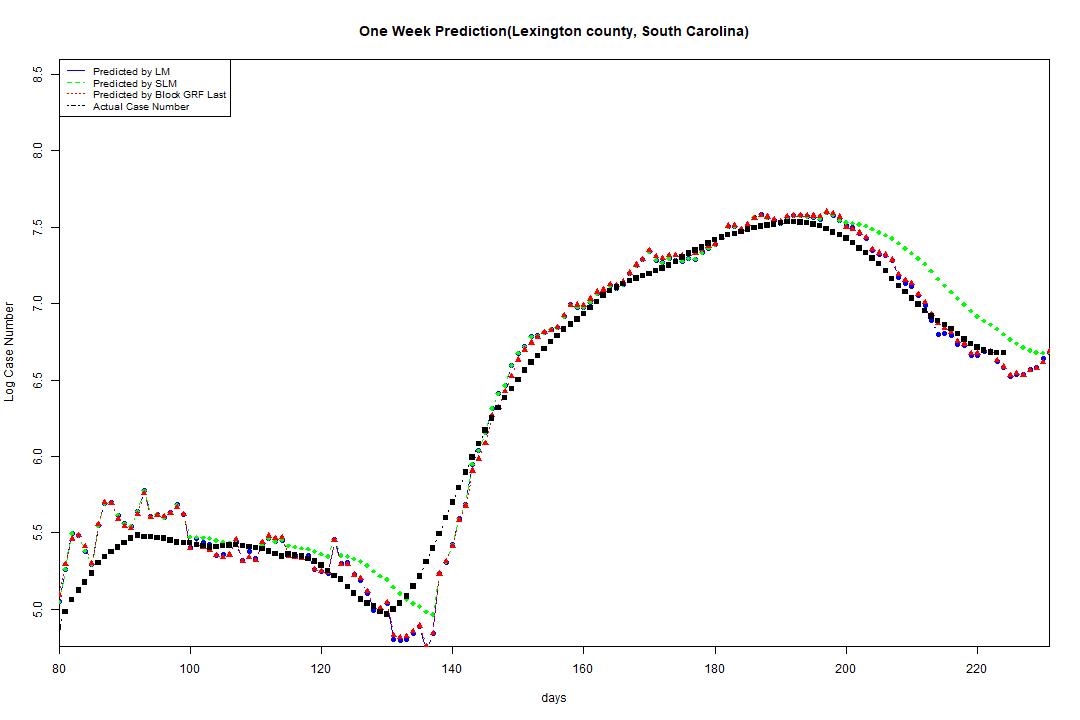 One Week Prediction(Lexington county, South Carolina)
Predicted by LM
Predicted by SLM
Predicted by Block GRF Last
Actual Case Number
Log Case Number
8.5
8.0
7.5
7.0
6.5
6.0
5.5
5.0
80 100 120 140 160 180 200 220
days